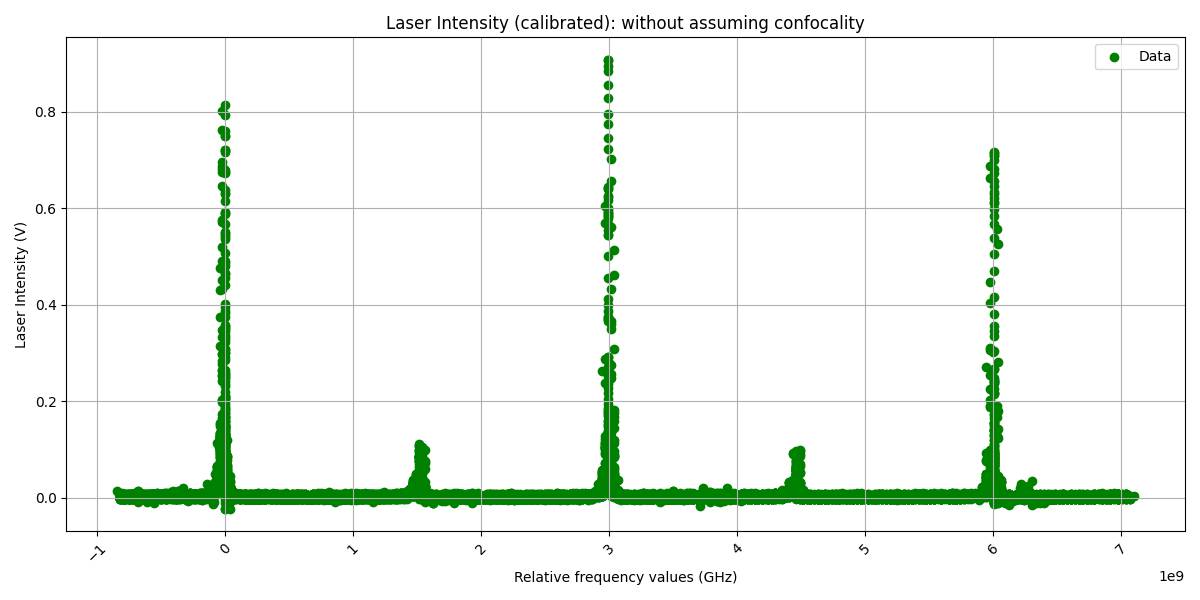 Laser Intensity (calibrated): without assuming confocality
Data
Laser Intensity (V)
0.8
0.6
0.4
0.2
0.0
−1 0 1 2 3 4 5 6 7
1e9
Relative frequency values (GHz)